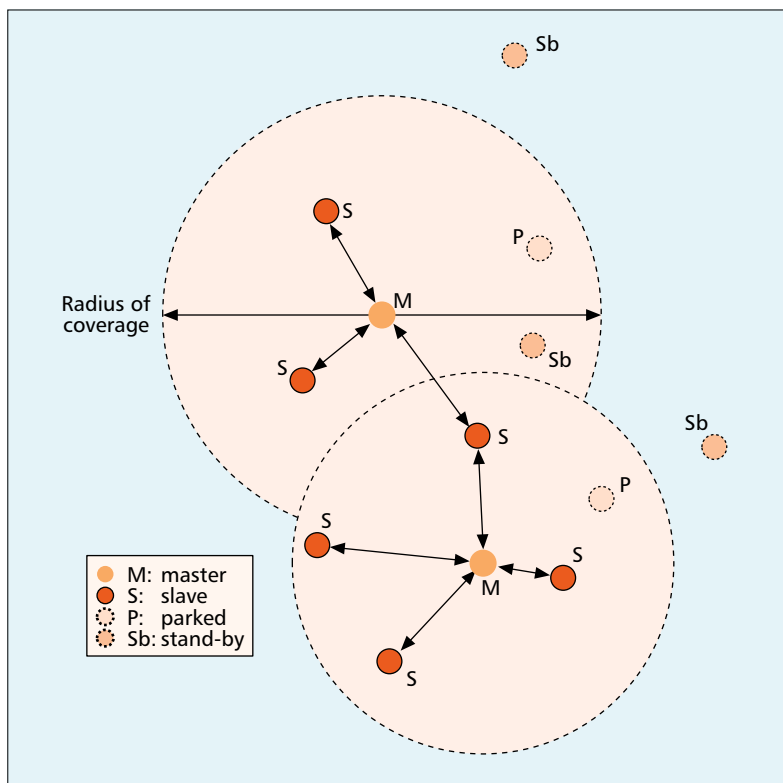 Sb
S
P
M
Radius of
coverage
Sb
S
Sb
S
P
S
S
M
S
M: master
S: slave
P: parked
Sb: stand-by